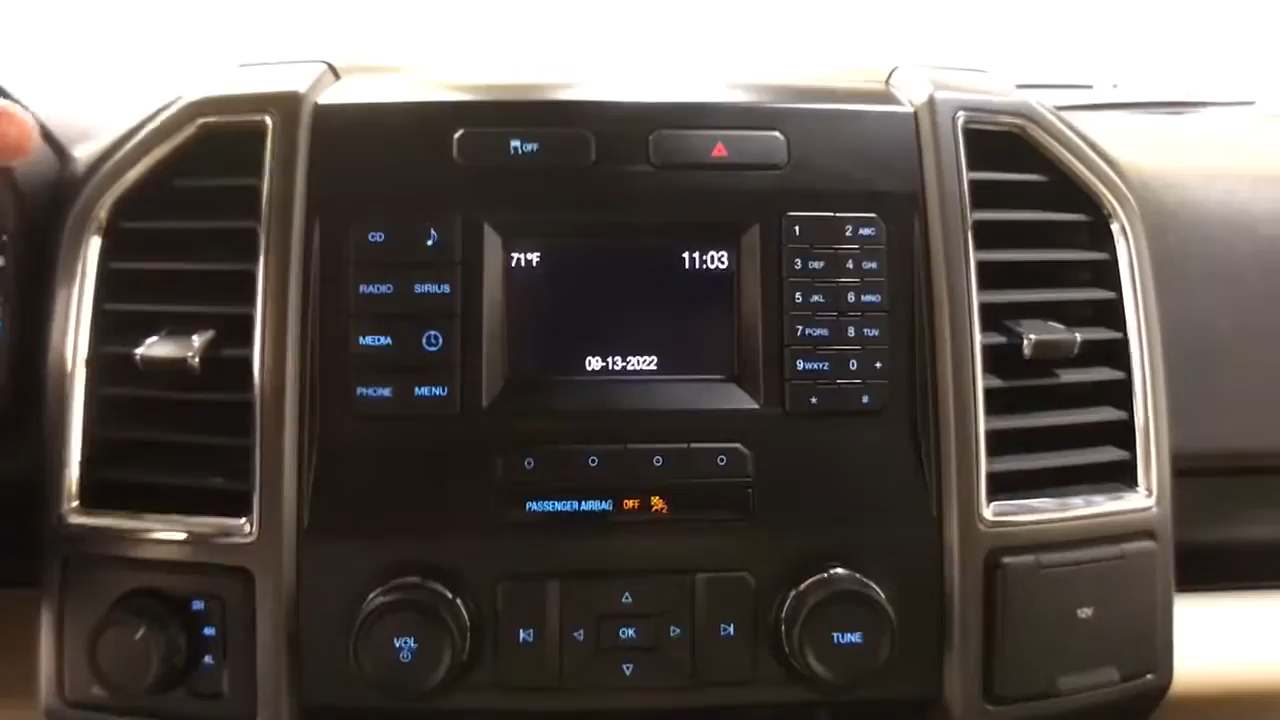 OFF
CD
RADIO SIRIUS
MEDIA
PHONE MENU
71°F 11:03
09-13-2022
1 2 ABC
3 DEF 4 GHI
5 JKL 6 MNO
7 PQRS 8 TUV
9 WXYZ 0 +
* #
PASSENGER AIRBAG OFF
2H
4H
4L
VOL
OK
TUNE
12V